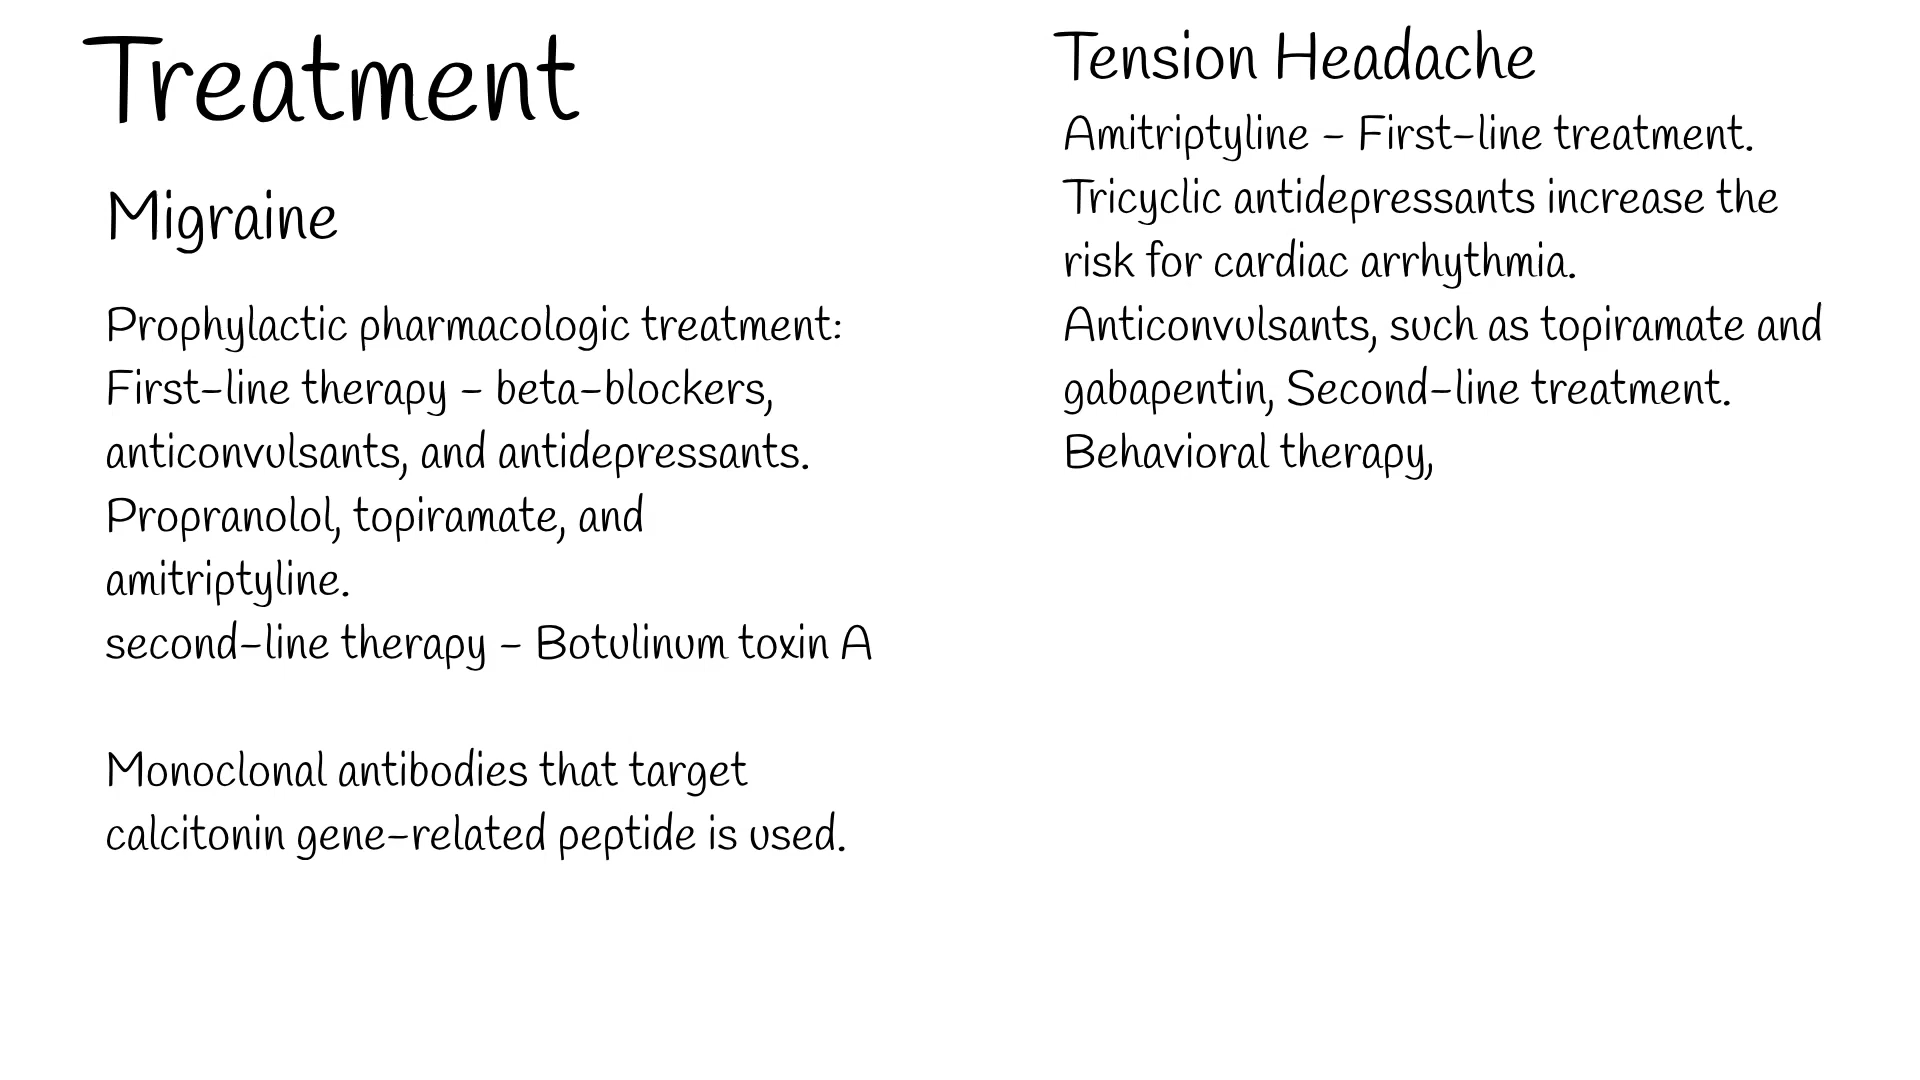 Treatment
Migraine
Prophylactic pharmacologic treatment:
First-line therapy - beta-blockers,
anticonvulsants, and antidepressants.
Propranolol, topiramate, and
amitriptyline.
second-line therapy - Botulinum toxin A
Monoclonal antibodies that target
calcitonin gene-related peptide is used.
Tension Headache
Amitriptyline - First-line treatment.
Tricyclic antidepressants increase the
risk for cardiac arrhythmia.
Anticonvulsants, such as topiramate and
gabapentin, Second-line treatment.
Behavioral therapy,